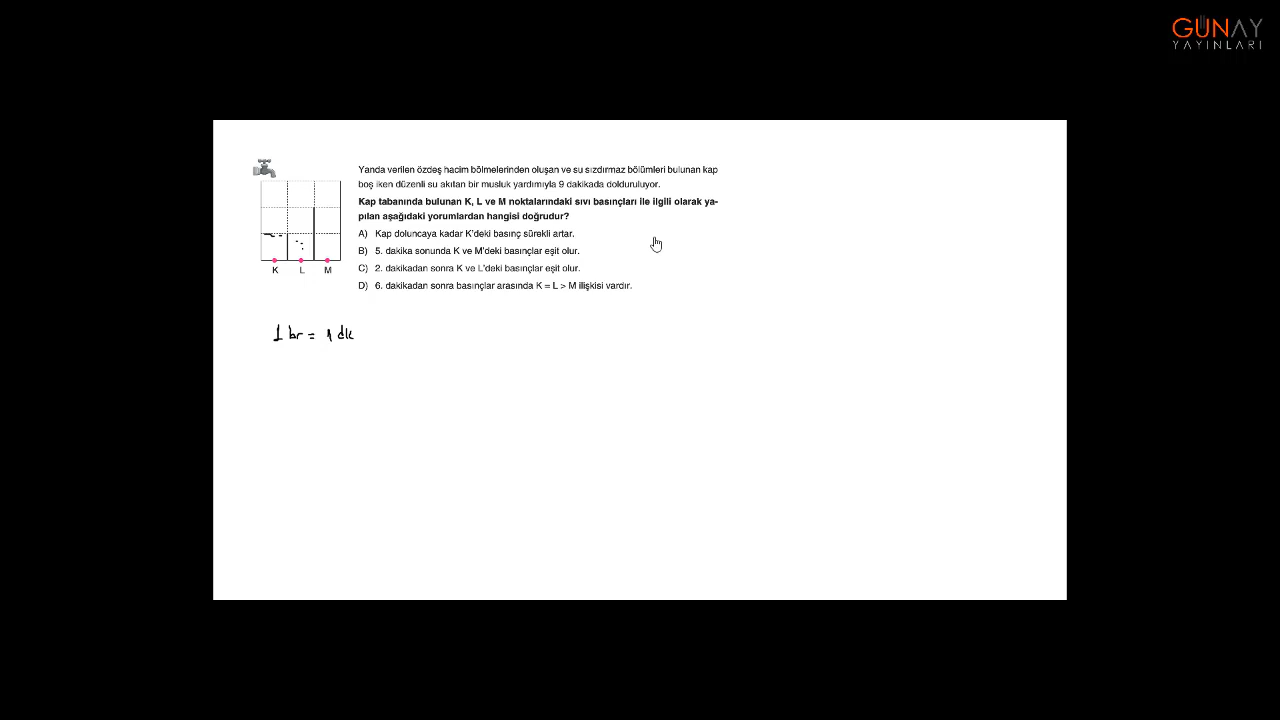 GÜNAY
YAYINLARI
Yanda verilen özdeş hacim bölmelerinden oluşan ve su sızdırmaz bölümleri bulunan kap
boş iken düzenli su akıtan bir musluk yardımıyla 9 dakikada dolduruluyor.
Kap tabanında bulunan K, L ve M noktalarındaki sıvı basınçları ile ilgili olarak ya-
pılan aşağıdaki yorumlardan hangisi doğrudur?
A) Kap doluncaya kadar K'deki basınç sürekli artar.
B) 5. dakika sonunda K ve M'deki basınçlar eşit olur.
C) 2. dakikadan sonra K ve L'deki basınçlar eşit olur.
D) 6. dakikadan sonra basınçlar arasında K = L > M ilişkisi vardır.
K L M
1 br = 1 dk